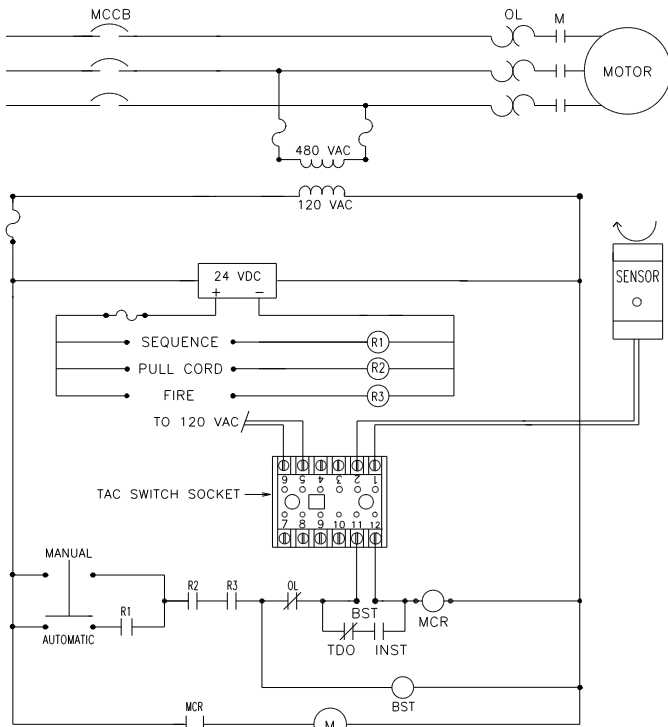 MCCB
OL M
MOTOR
480 VAC
120 VAC
24 VDC
+ −
SENSOR
SEQUENCE R1
PULL CORD R2
FIRE R3
TO 120 VAC
6 5 4 3 2 1
TAC SWITCH SOCKET
7 8 9 10 11 12
MANUAL
R2 R3 OL
R1
BST
MCR
AUTOMATIC
TDO INST
BST
MCR
M